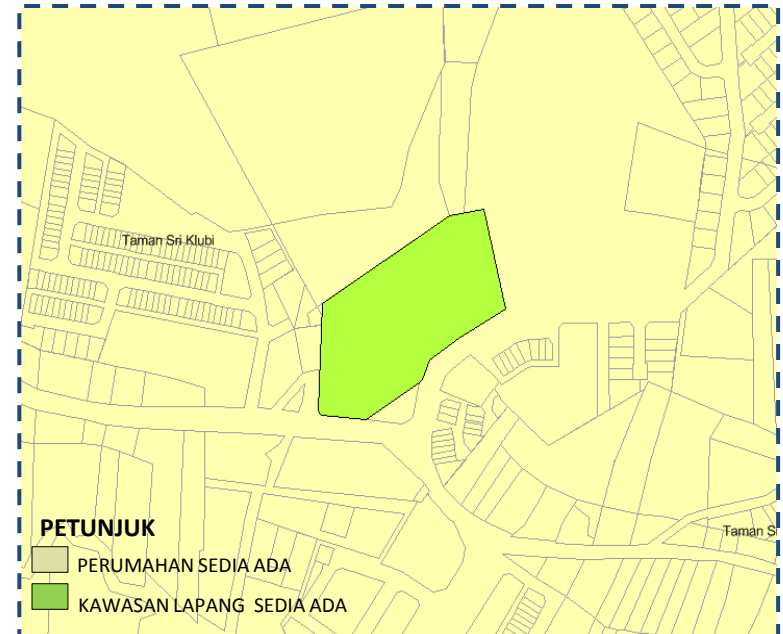 Taman Sri Klubi
PETUNJUK
Taman S
PERUMAHAN SEDIA ADA
KAWASAN LAPANG SEDIA ADA